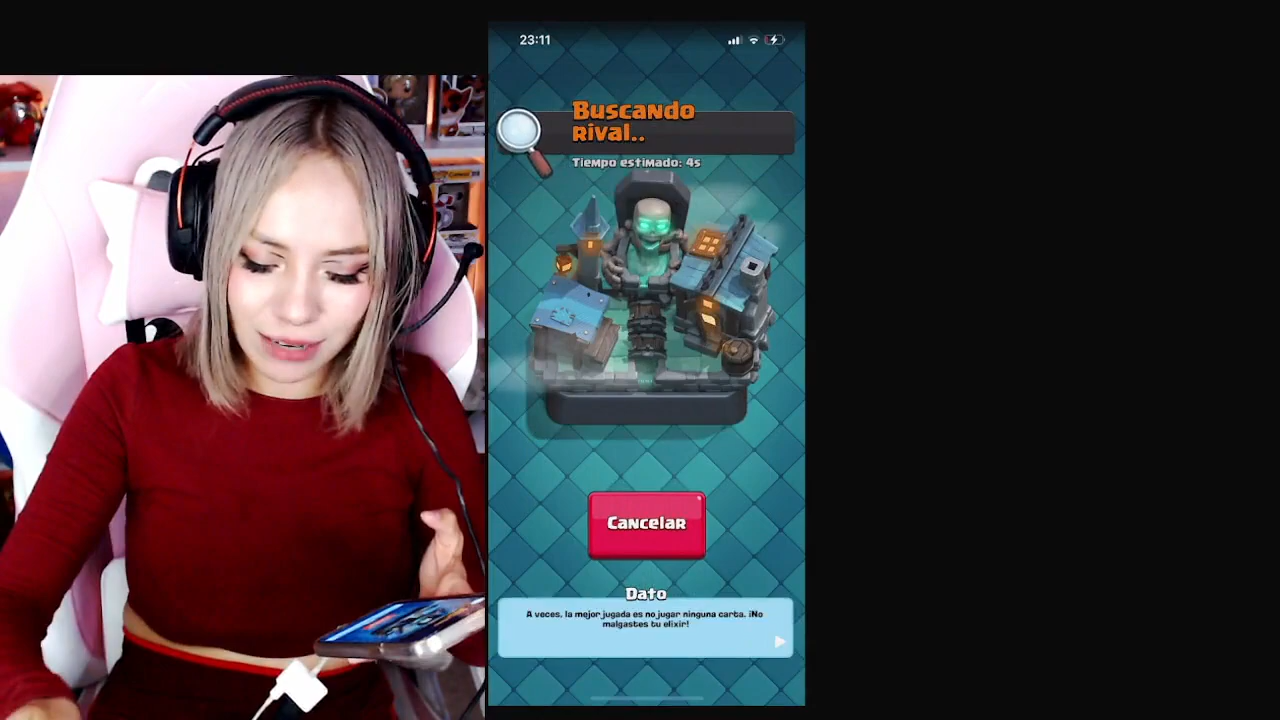 23:11
Buscando
rival..
Tiempo estimado: 4s
Cancelar
Dato
A veces, la mejor jugada es no jugar ninguna carta. ¡No
malgastes tu elixir!